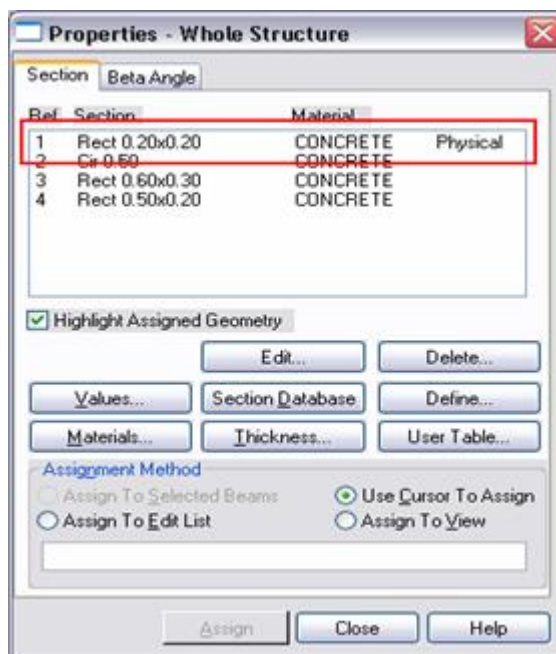 Properties - Whole Structure
Section Beta Angle
Ref Section Material
1 Rect 0.20x0.20 CONCRETE Physical
2 Cir 0.50 CONCRETE
3 Rect 0.60x0.30 CONCRETE
4 Rect 0.50x0.20 CONCRETE
Highlight Assigned Geometry
Edit... Delete...
Values... Section Database Define...
Materials... Thickness... User Table...
Assignment Method
Assign To Selected Beams Use Cursor To Assign
Assign To Edit List Assign To View
Assign Close Help